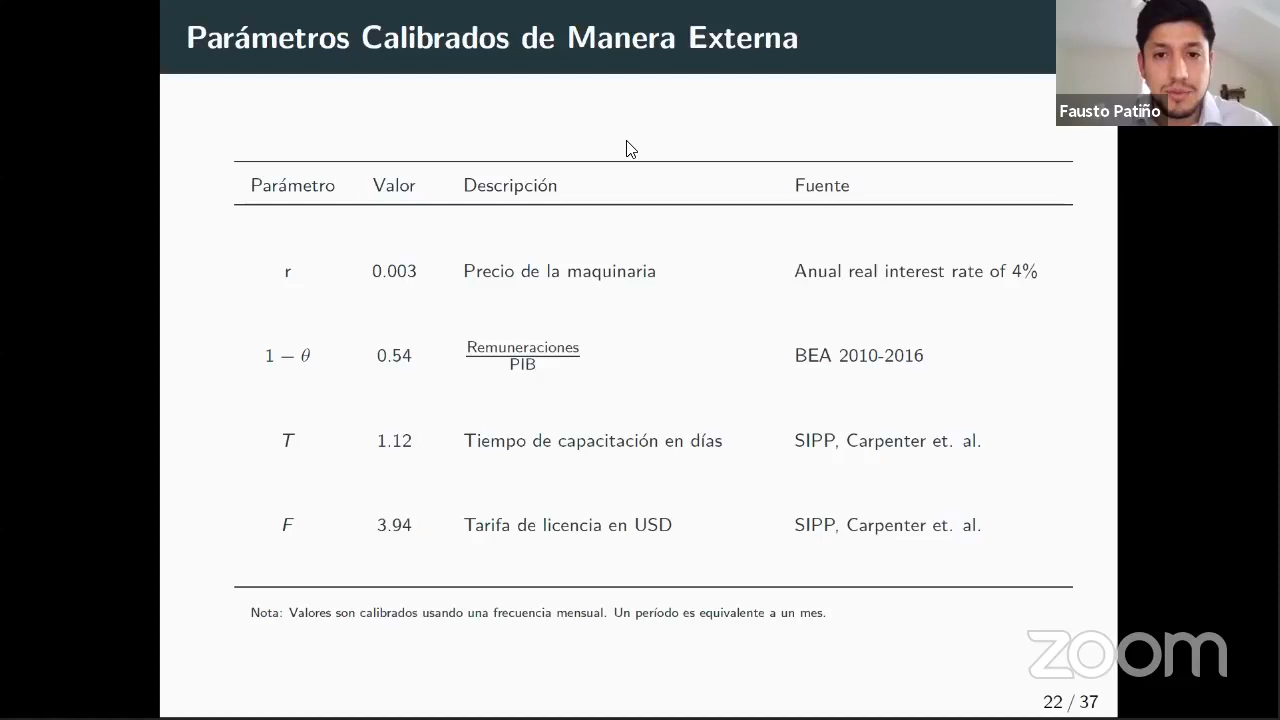 Parámetros Calibrados de Manera Externa
Fausto Patiño
Parámetro Valor Descripción Fuente
r 0.003 Precio de la maquinaria Anual real interest rate of 4%
1 − θ 0.54 Remuneraciones BEA 2010-2016
PIB
T 1.12 Tiempo de capacitación en días SIPP, Carpenter et. al.
F 3.94 Tarifa de licencia en USD SIPP, Carpenter et. al.
Nota: Valores son calibrados usando una frecuencia mensual. Un período es equivalente a un mes.
zoom
22 / 37